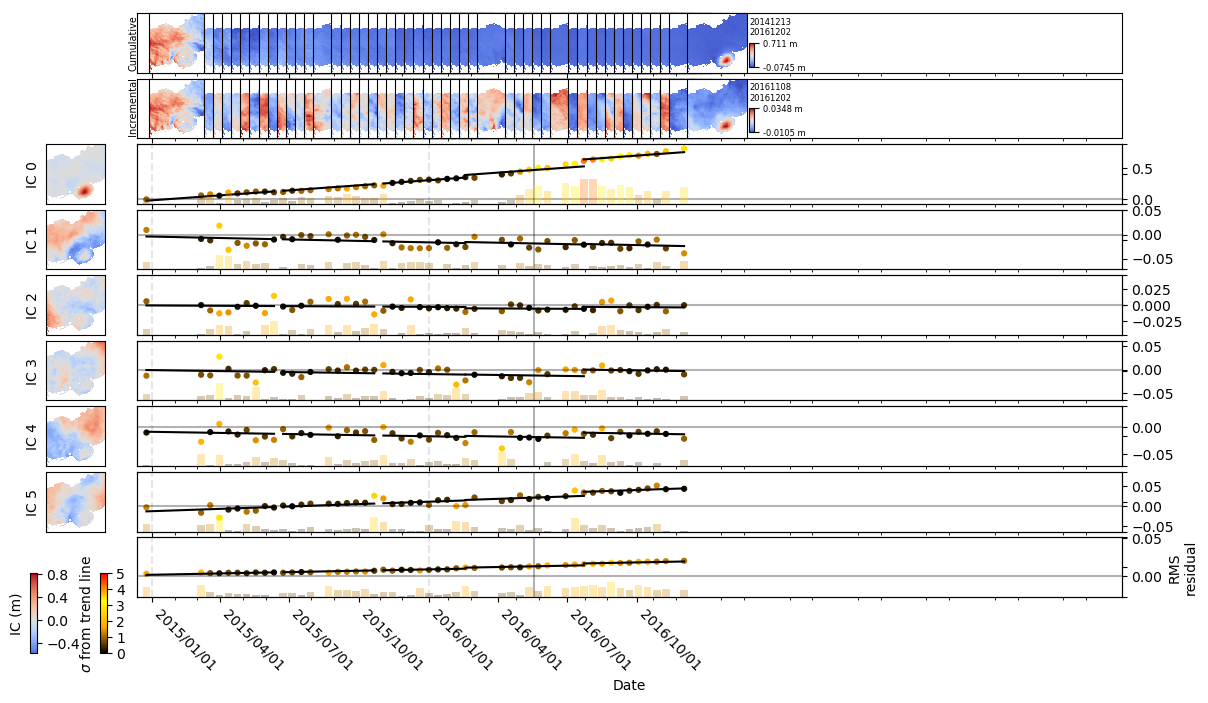 Cumulative
20141213
20161202
0.711 m
-0.0745 m
Incremental
20161108
20161202
0.0348 m
-0.0105 m
IC 0
0.5
0.0
IC 1
0.05
0.00
−0.05
IC 2
0.025
0.000
−0.025
IC 3
0.05
0.00
−0.05
IC 4
0.00
−0.05
IC 5
0.05
0.00
−0.05
0.05
0.00
RMS
residual
IC (m)
0.8
0.4
0.0
−0.4
σ from trend line
5
4
3
2
1
0
2015/01/01
2015/04/01
2015/07/01
2015/10/01
2016/01/01
2016/04/01
2016/07/01
2016/10/01
Date